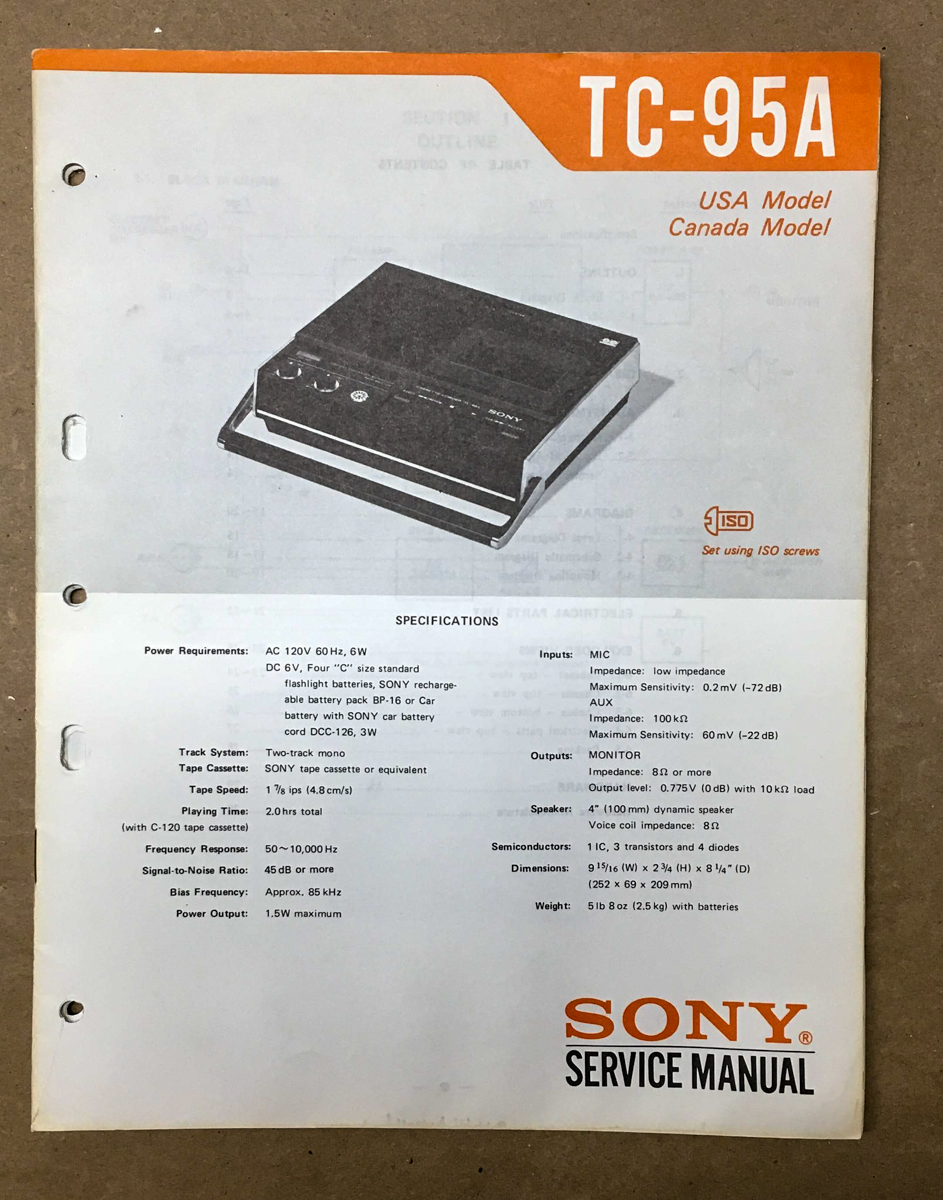 TC-95A
USA Model
Canada Model
SONY
ISO
Set using ISO screws
SPECIFICATIONS
Power Requirements: AC 120V 60 Hz, 6W
DC 6V, Four "C" size standard
flashlight batteries, SONY recharge-
able battery pack BP-16 or Car
battery with SONY car battery
cord DCC-126, 3W
Track System: Two-track mono
Tape Cassette: SONY tape cassette or equivalent
Tape Speed: 1 7/8 ips (4.8 cm/s)
Playing Time: 2.0 hrs total
(with C-120 tape cassette)
Frequency Response: 50~10,000 Hz
Signal-to-Noise Ratio: 45 dB or more
Bias Frequency: Approx. 85 kHz
Power Output: 1.5W maximum
Inputs: MIC
Impedance: low impedance
Maximum Sensitivity: 0.2 mV (-72 dB)
AUX
Impedance: 100 kΩ
Maximum Sensitivity: 60 mV (-22 dB)
Outputs: MONITOR
Impedance: 8Ω or more
Output level: 0.775V (0 dB) with 10 kΩ load
Speaker: 4" (100 mm) dynamic speaker
Voice coil impedance: 8Ω
Semiconductors: 1 IC, 3 transistors and 4 diodes
Dimensions: 9 15/16 (W) x 2 3/4 (H) x 8 1/4" (D)
(252 x 69 x 209 mm)
Weight: 5 lb 8 oz (2.5 kg) with batteries
SONY®
SERVICE MANUAL